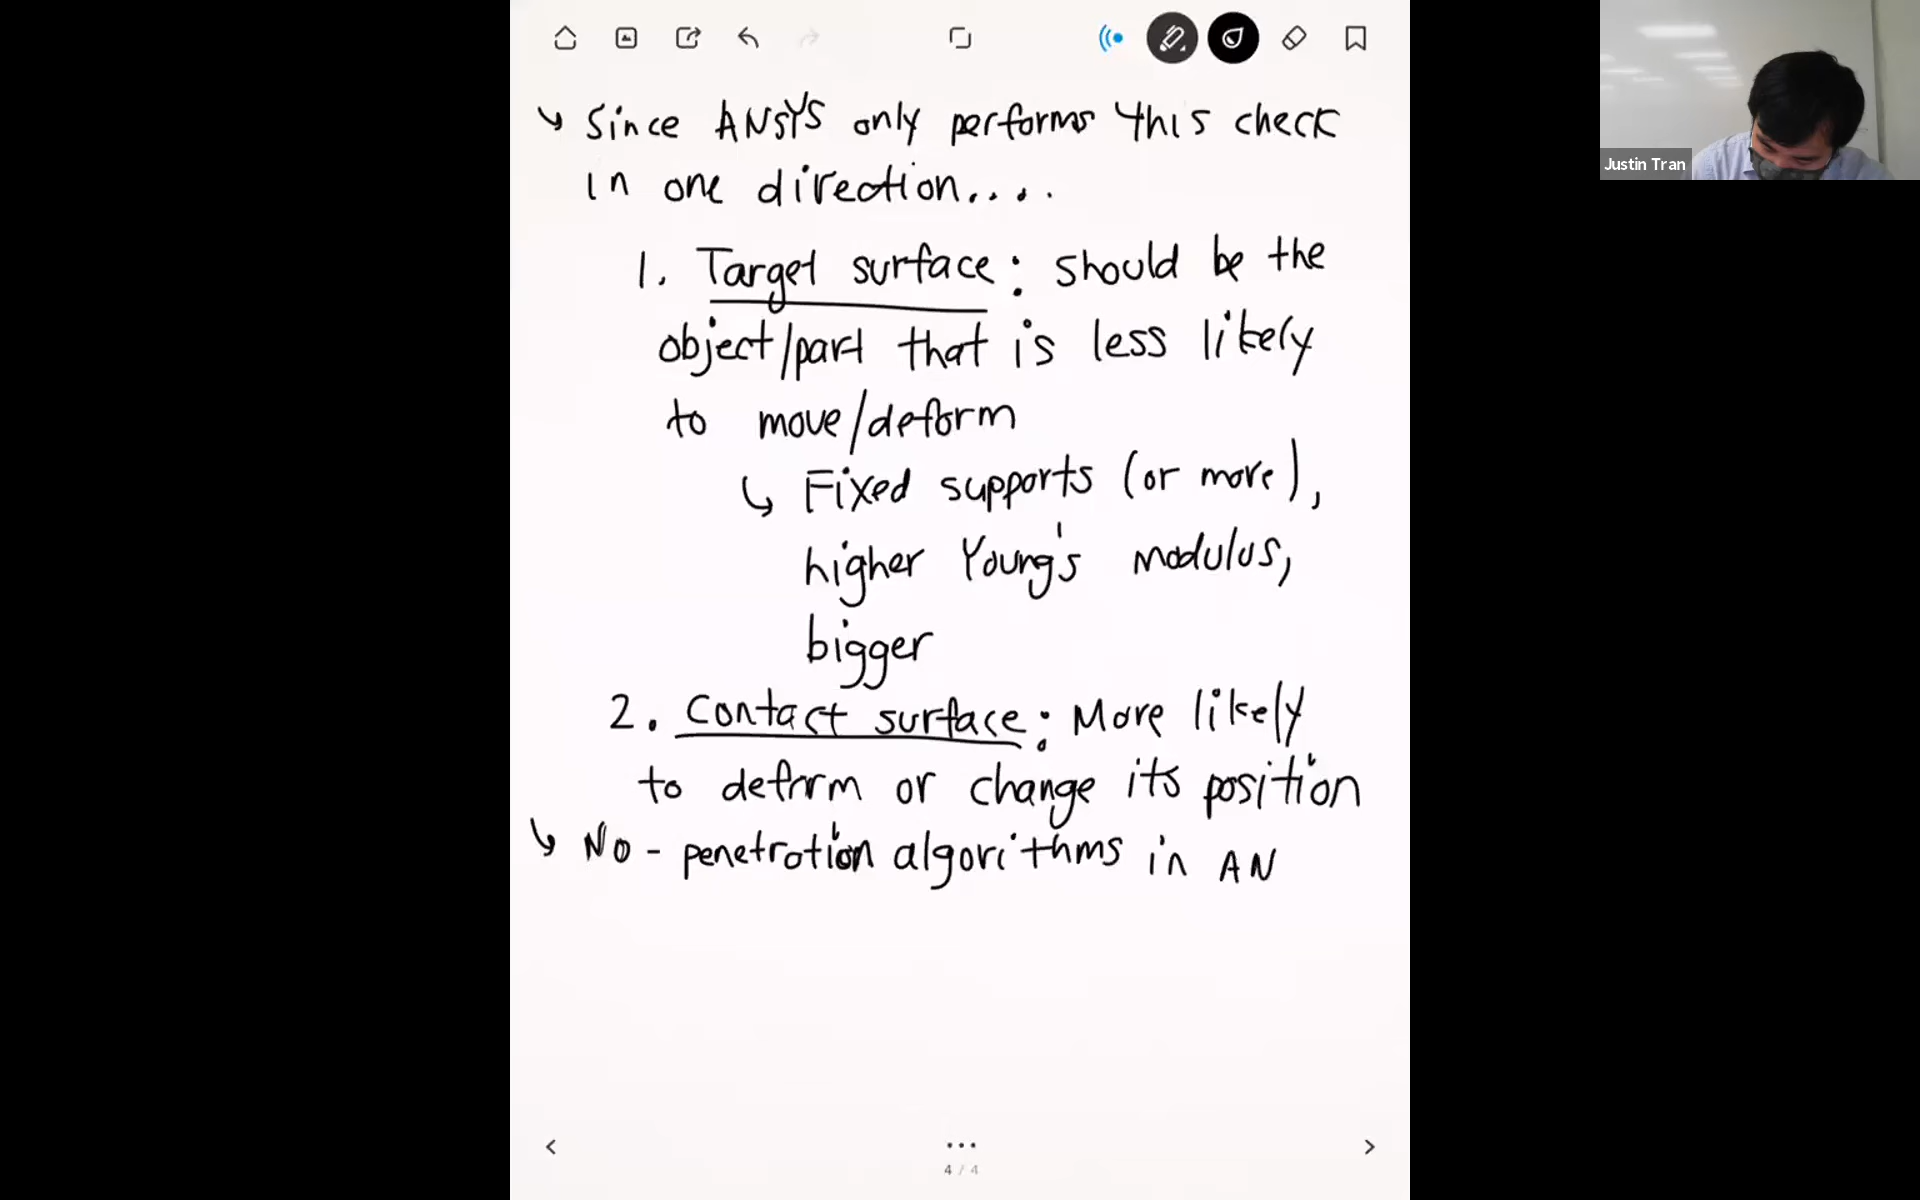 ↳ Since ANSYS only performs this check
in one direction....
1. Target surface: should be the
object/part that is less likely
to move/deform
↳ Fixed supports (or more),
higher Young's modulus,
bigger
2. Contact surface: More likely
to deform or change its position
↳ No-penetration algorithms in AN
Justin Tran
4 / 4